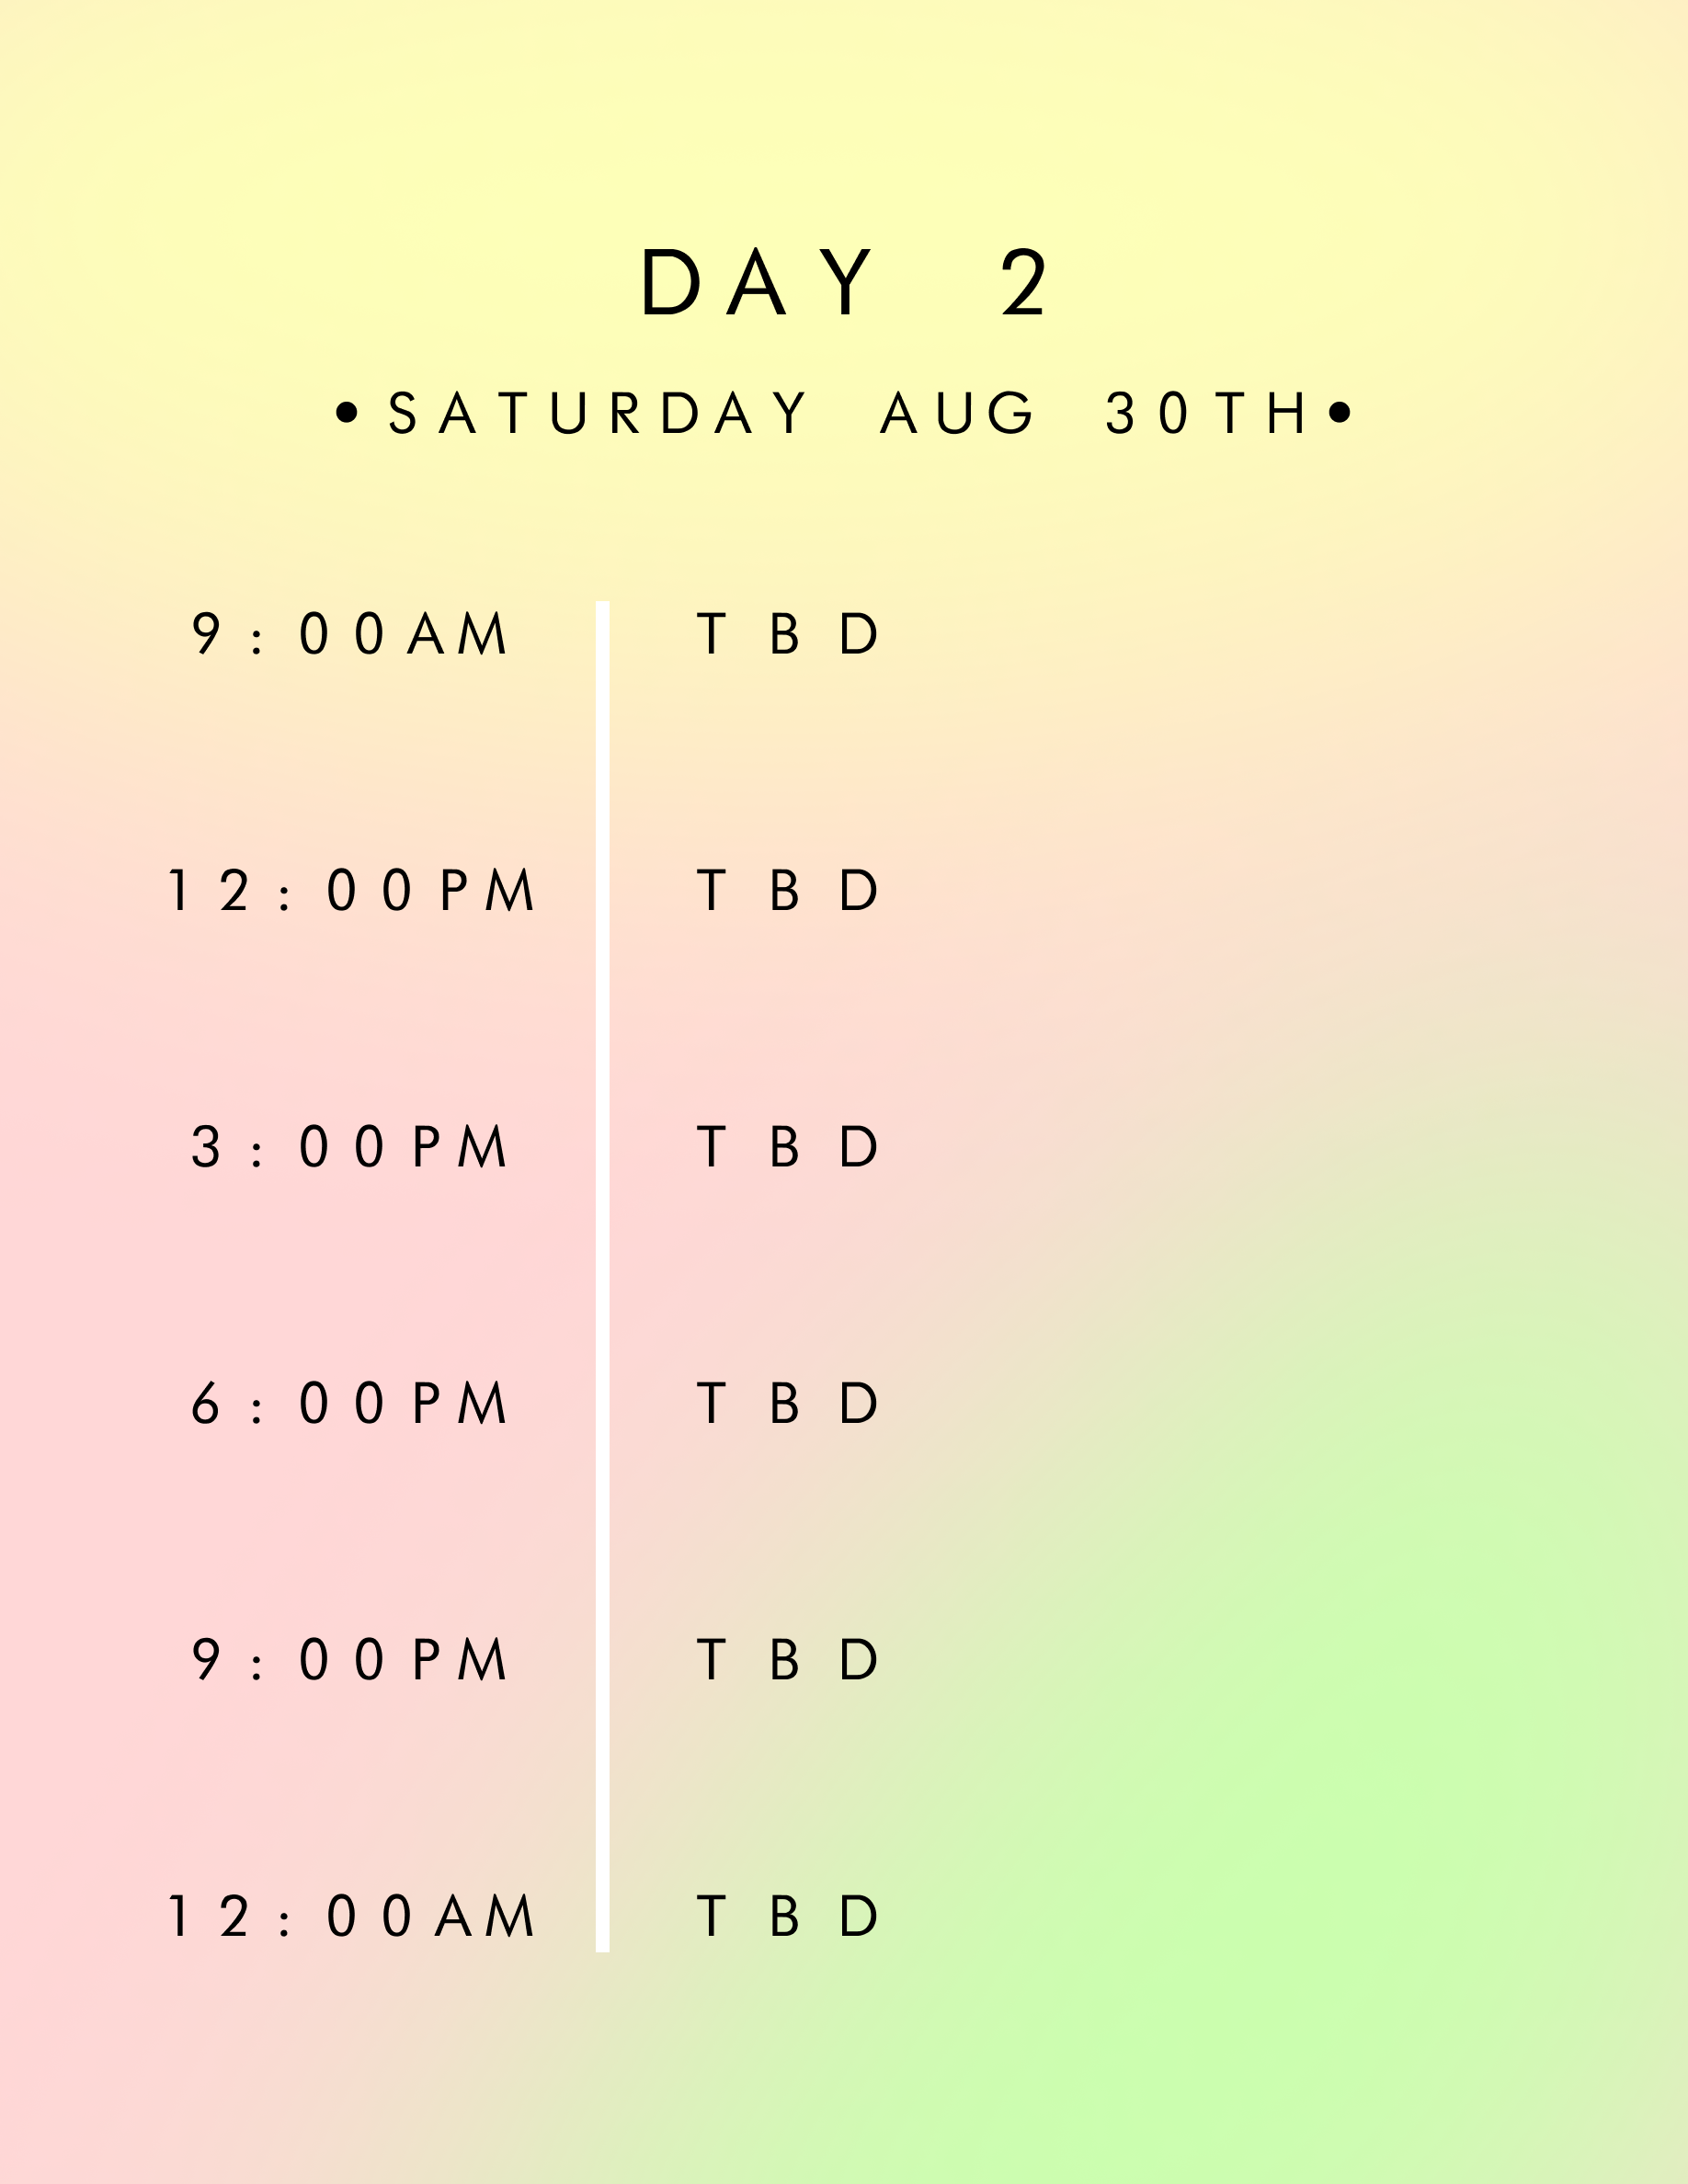 DAY 2
•SATURDAY AUG 30TH•
9:00AM TBD
12:00PM TBD
3:00PM TBD
6:00PM TBD
9:00PM TBD
12:00AM TBD